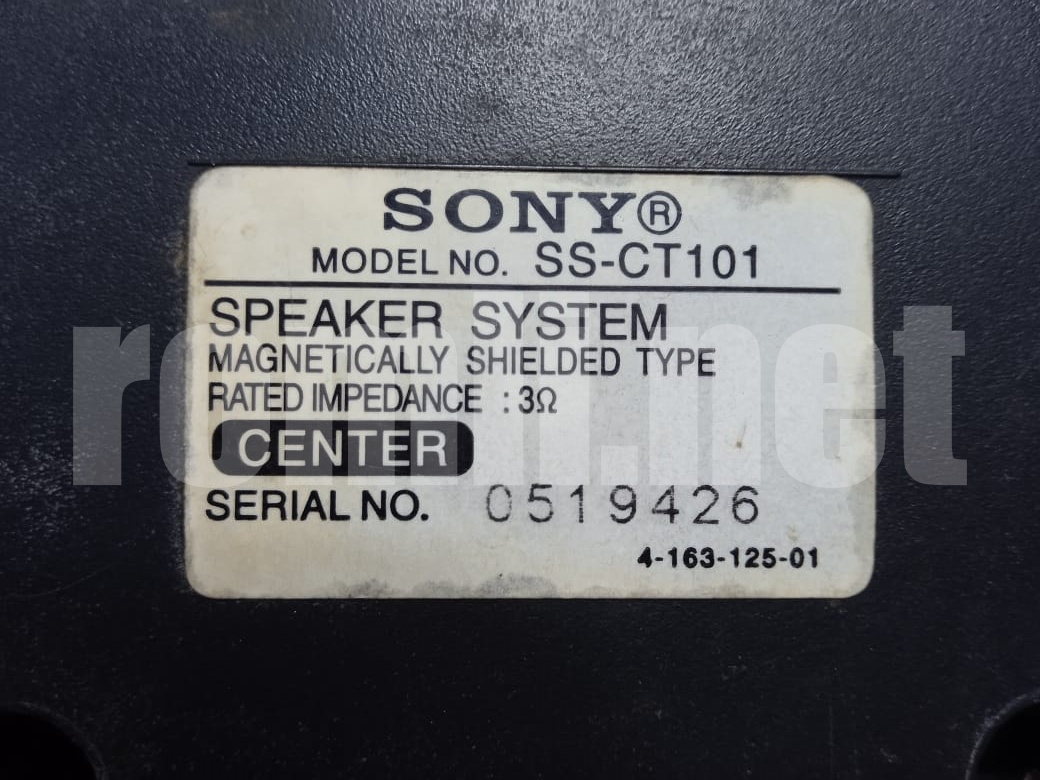 SONY®
MODEL NO. SS-CT101
SPEAKER SYSTEM
MAGNETICALLY SHIELDED TYPE
RATED IMPEDANCE : 3Ω
CENTER
SERIAL NO. 0519426
4-163-125-01